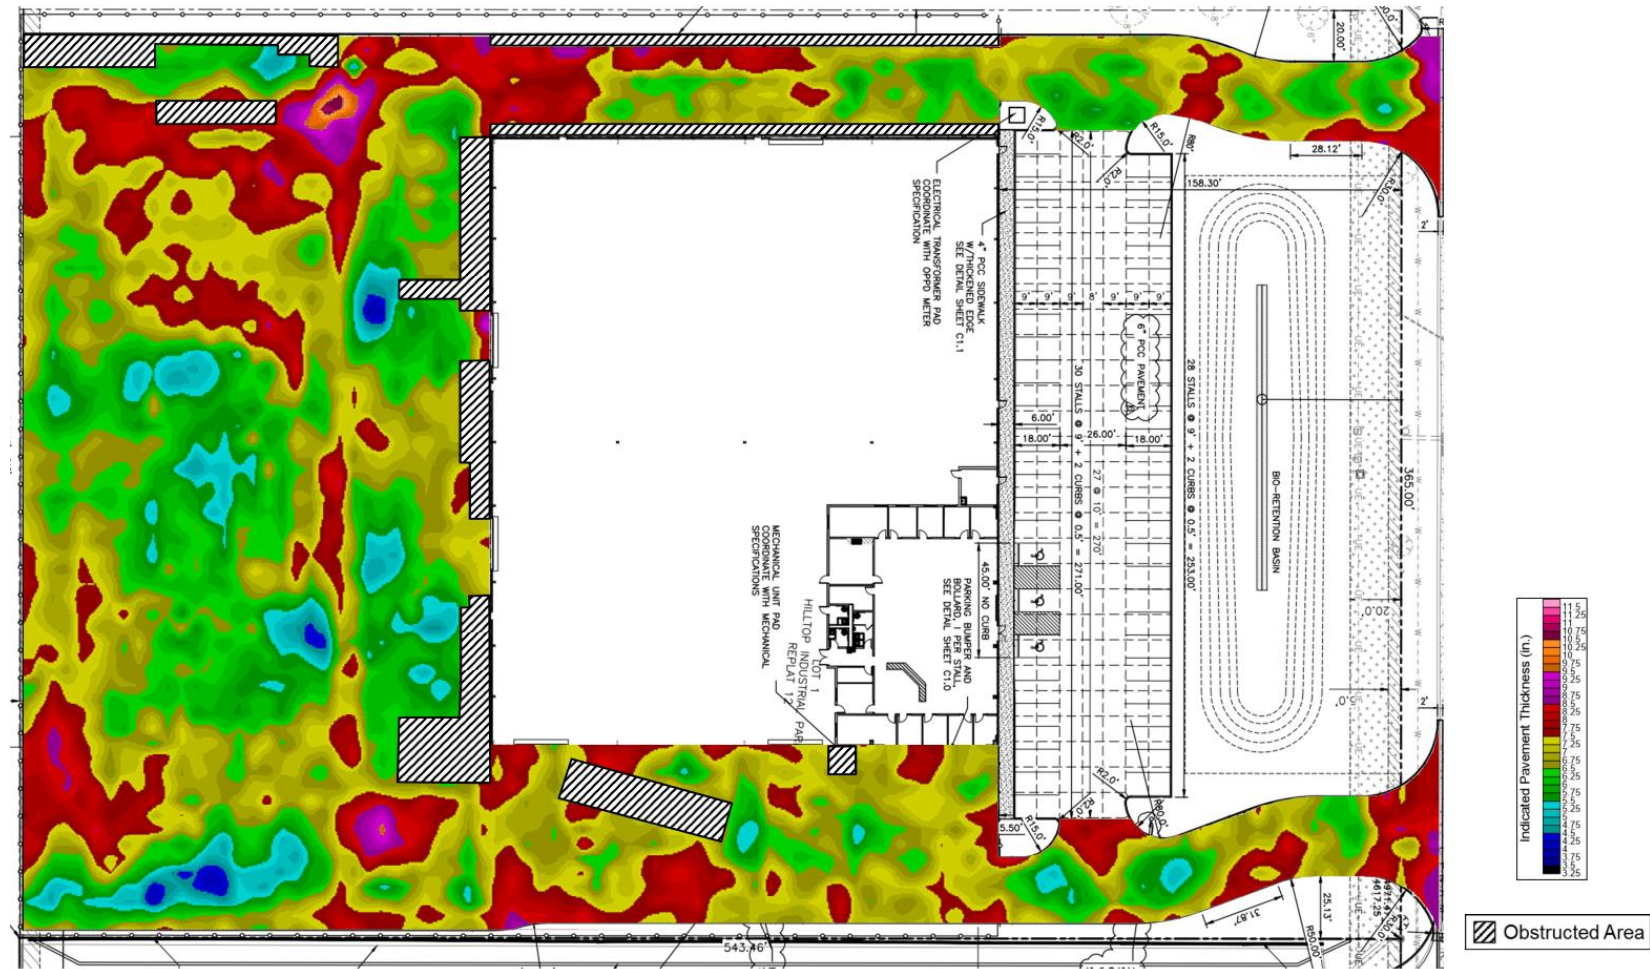 20.00'
R15.0'
R2.0'
R15.0'
R80'
28.12'
R2.0'
158.30'
R30.0'
2'
ELECTRICAL TRANSFORMER PAD
COORDINATE WITH OPPD METER
SPECIFICATION
4" PCC SIDEWALK
W/THICKENED EDGE
SEE DETAIL SHEET C1.1
9' 9' 9' 8' 9' 9' 9'
6" PCC PAVEMENT
30 STALLS @ 9' + 2 CURBS @ 0.5' = 271.00'
28 STALLS @ 9' + 2 CURBS @ 0.5' = 253.00'
27 @ 10' = 270'
6.00'
18.00' 26.00' 18.00'
BIO-RETENTION BASIN
365.00'
20.0'
5.0'
2'
MECHANICAL UNIT PAD
COORDINATE WITH MECHANICAL
SPECIFICATIONS
LOT 1
HILLTOP INDUSTRIAL PAR
REPLAT 12
45.00' NO CURB
PARKING BUMPER AND
BOLLARD, 1 PER STALL,
SEE DETAIL SHEET C1.0
R2.0'
5.50'
R15.0'
R80.0'
31.87'
25.13'
R50.00'
4617.25
543.46'
Indicated Pavement Thickness (in.)
11.5
11.25
11
10.75
10.5
10.25
10
9.75
9.5
9.25
9
8.75
8.5
8.25
8
7.75
7.5
7.25
7
6.75
6.5
6.25
6
5.75
5.5
5.25
5
4.75
4.5
4.25
4
3.75
3.5
3.25
Obstructed Area